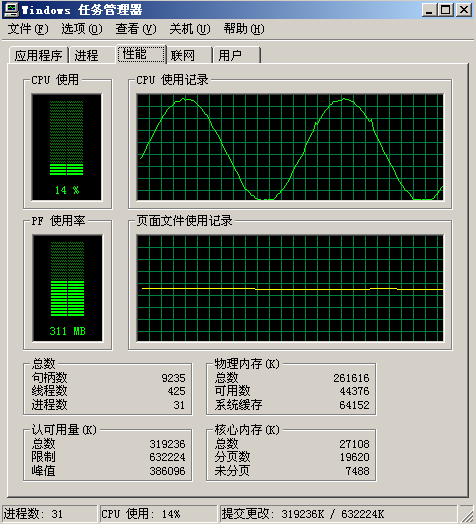 Windows 任务管理器
文件(F) 选项(O) 查看(V) 关机(U) 帮助(H)
应用程序 进程 性能 联网 用户
CPU 使用 CPU 使用记录
14 %
PF 使用率 页面文件使用记录
311 MB
总数 物理内存(K)
句柄数 9235 总数 261616
线程数 425 可用数 44376
进程数 31 系统缓存 64152
认可用量(K) 核心内存(K)
总数 319236 总数 27108
限制 632224 分页数 19620
峰值 386096 未分页 7488
进程数: 31 CPU 使用: 14% 提交更改: 319236K / 632224K